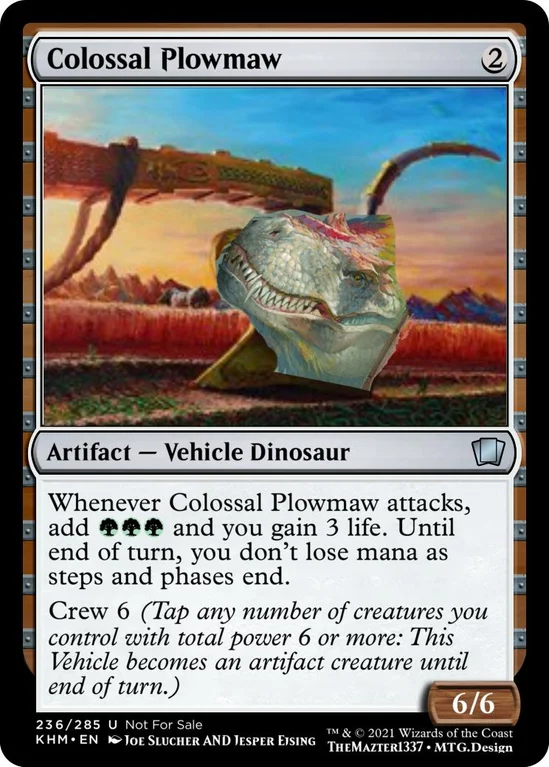 Colossal Plowmaw 2
Artifact — Vehicle Dinosaur
Whenever Colossal Plowmaw attacks,
add and you gain 3 life. Until
end of turn, you don't lose mana as
steps and phases end.
Crew 6 (Tap any number of creatures you
control with total power 6 or more: This
Vehicle becomes an artifact creature until
end of turn.)
6/6
236/285 U Not For Sale
KHM • EN Joe Slucher AND Jesper Eising
™ & © 2021 Wizards of the Coast
TheMazter1337 • MTG.Design